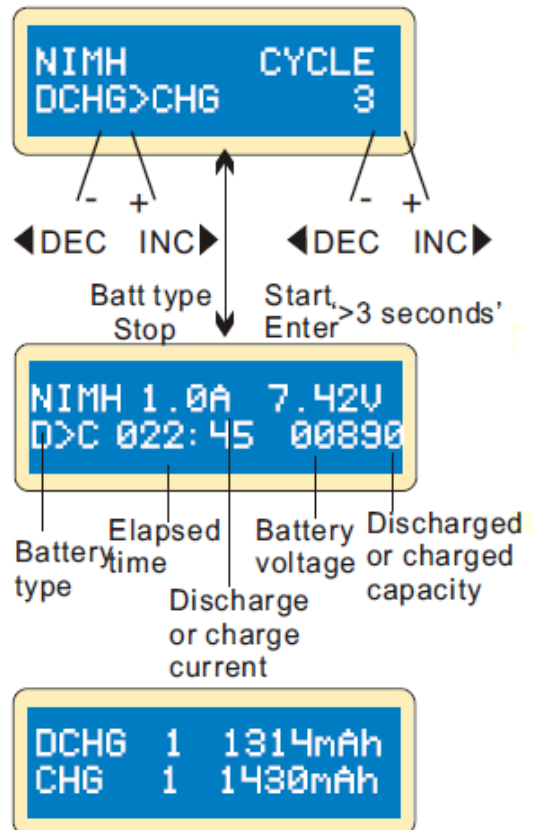 NIMH CYCLE
DCHG>CHG 3
- + - +
◀DEC INC▶ ◀DEC INC▶
Batt type
Stop
Start
Enter
'>3 seconds'
NIMH 1.0A 7.42V
D>C 022:45 00890
Battery
type
Elapsed
time
Discharge
or charge
current
Battery
voltage
Discharged
or charged
capacity
DCHG 1 1314mAh
CHG 1 1430mAh